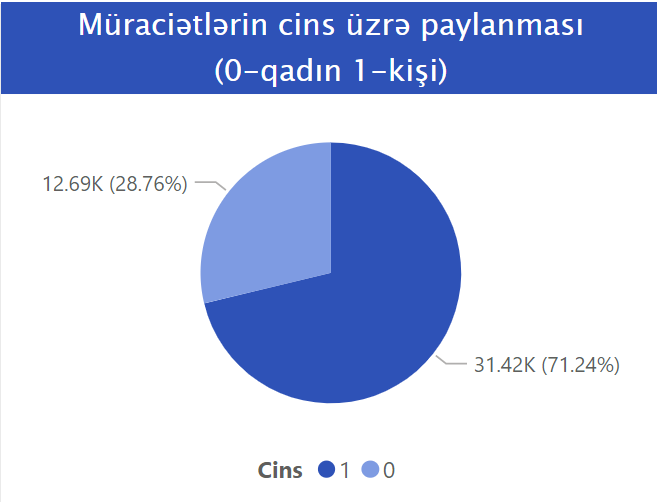 Müraciətlərin cins üzrə paylanması
(0-qadın 1-kişi)
12.69K (28.76%)
31.42K (71.24%)
Cins 1 0